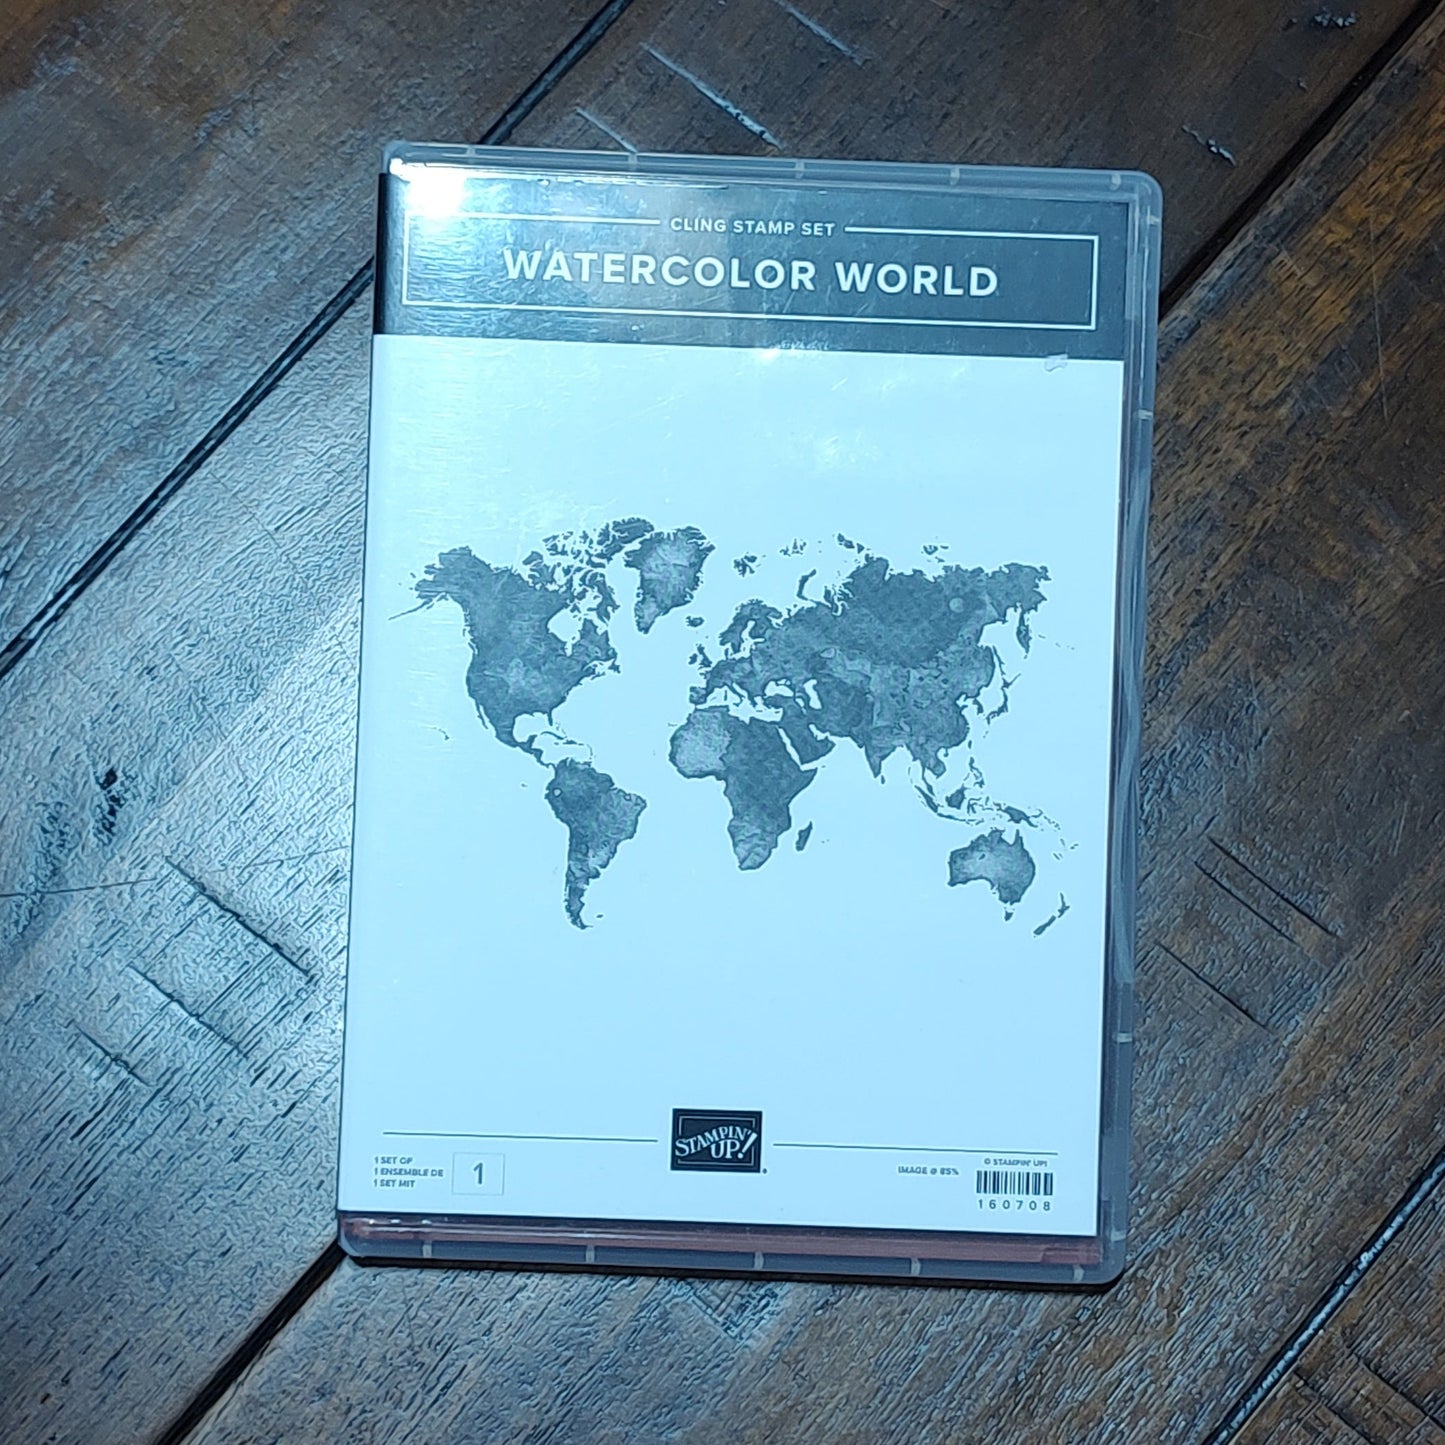 CLING STAMP SET
WATERCOLOR WORLD
STAMPIN'
UP!®
1 SET OF
1 ENSEMBLE DE
1 SET MIT
1
IMAGE @ 85%
© STAMPIN' UP!
160708